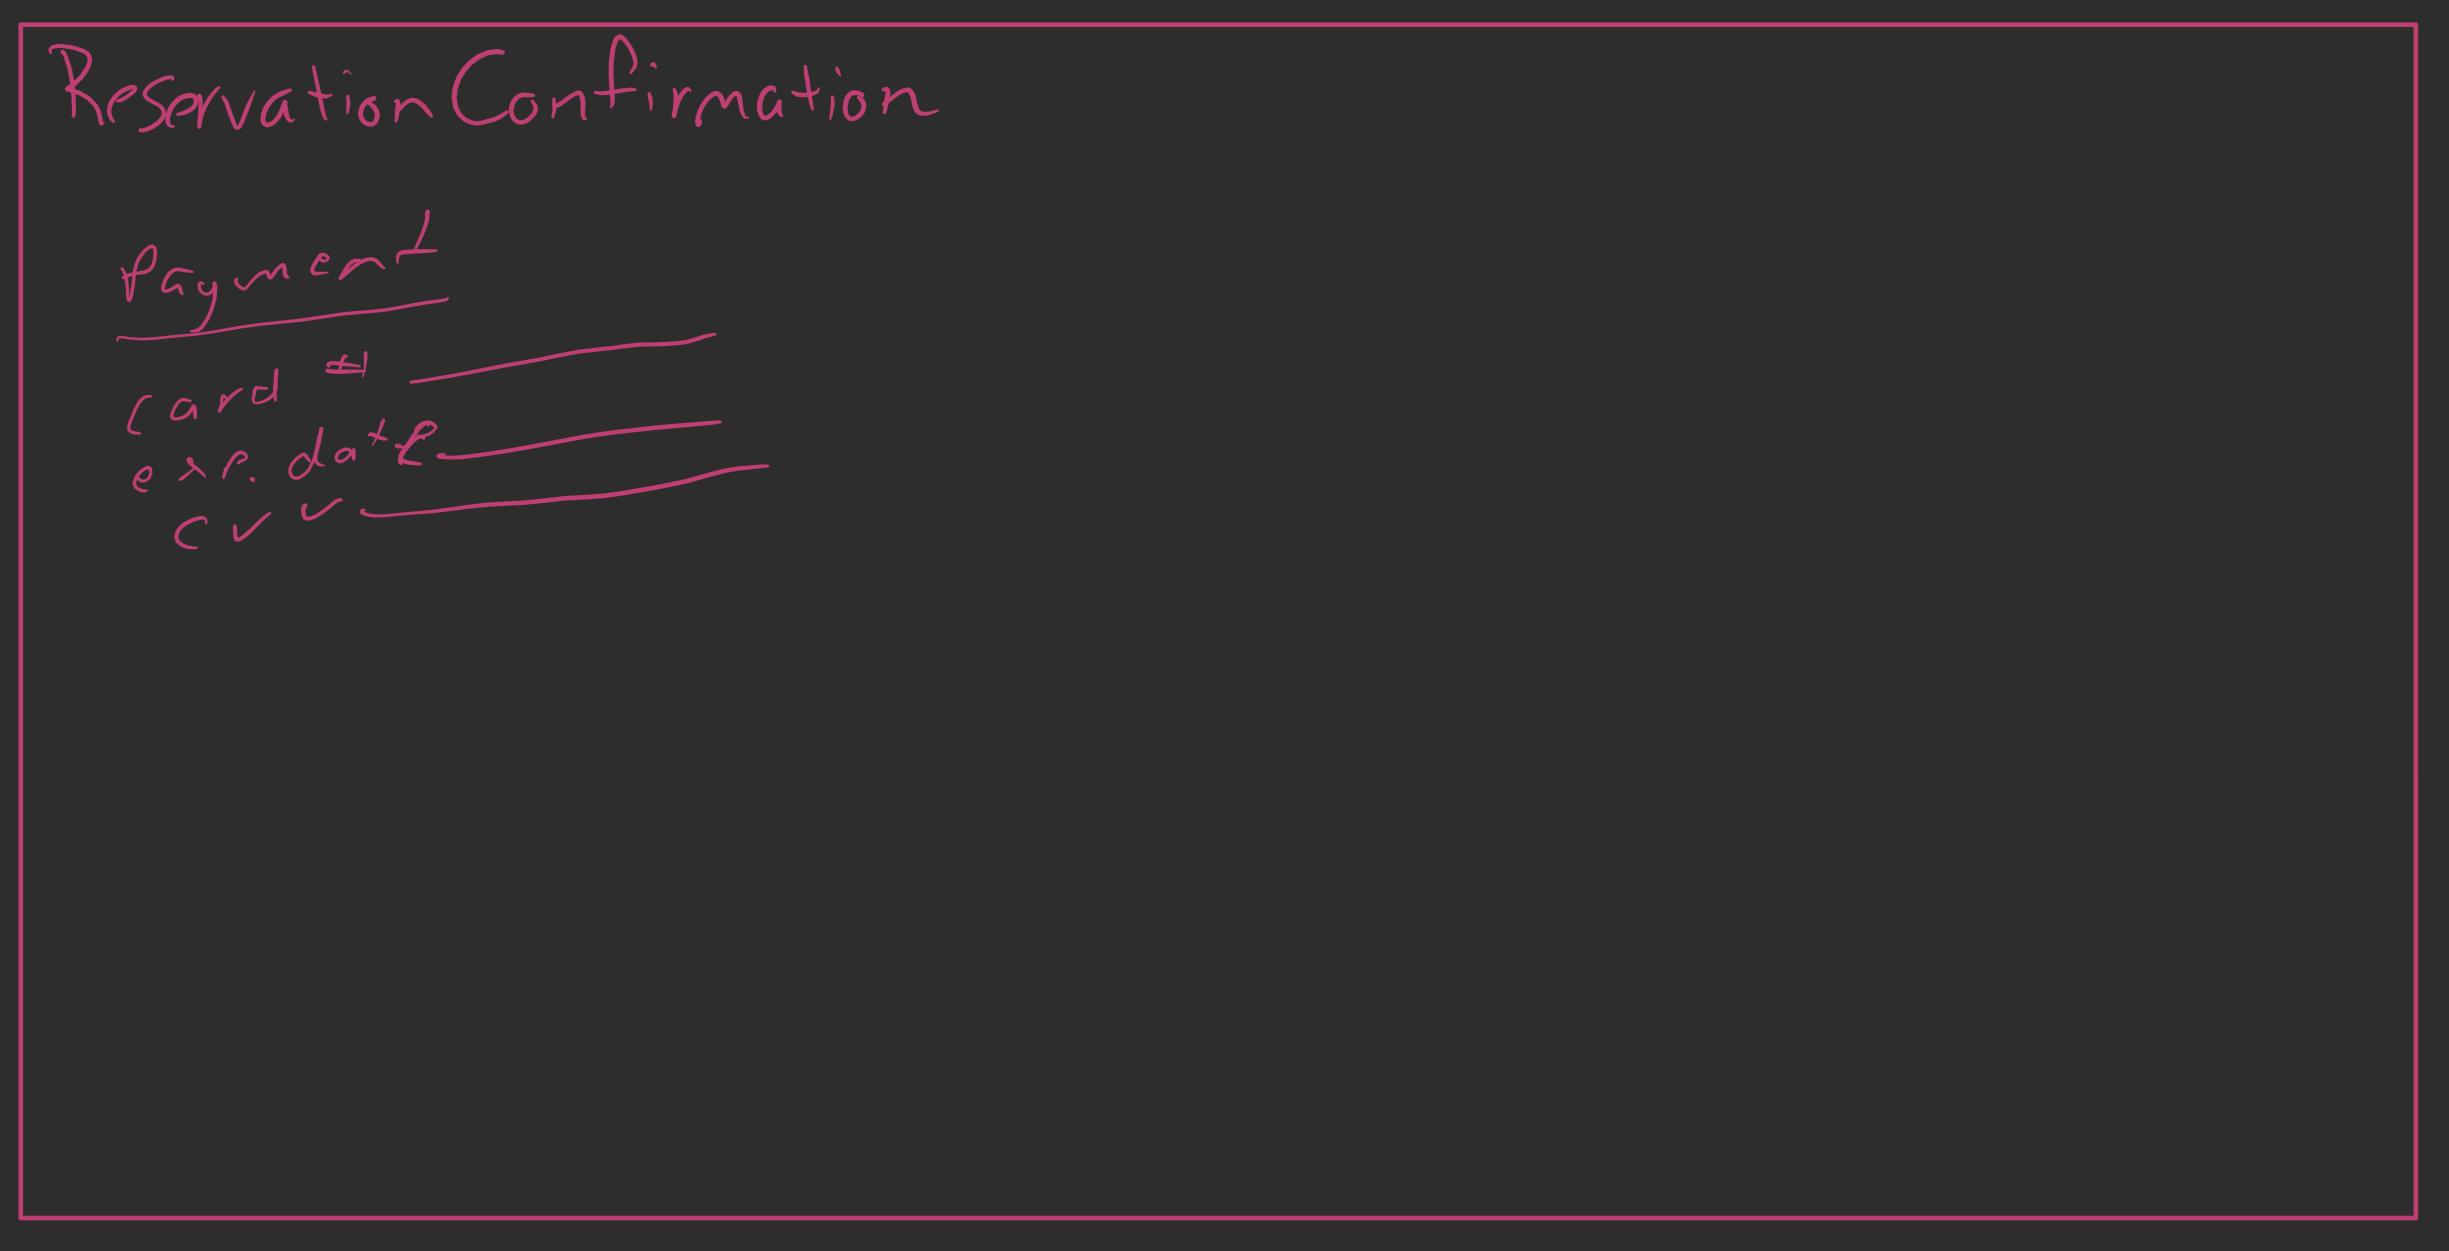 Reservation Confirmation
Payment
Card #
exp. date
CVV